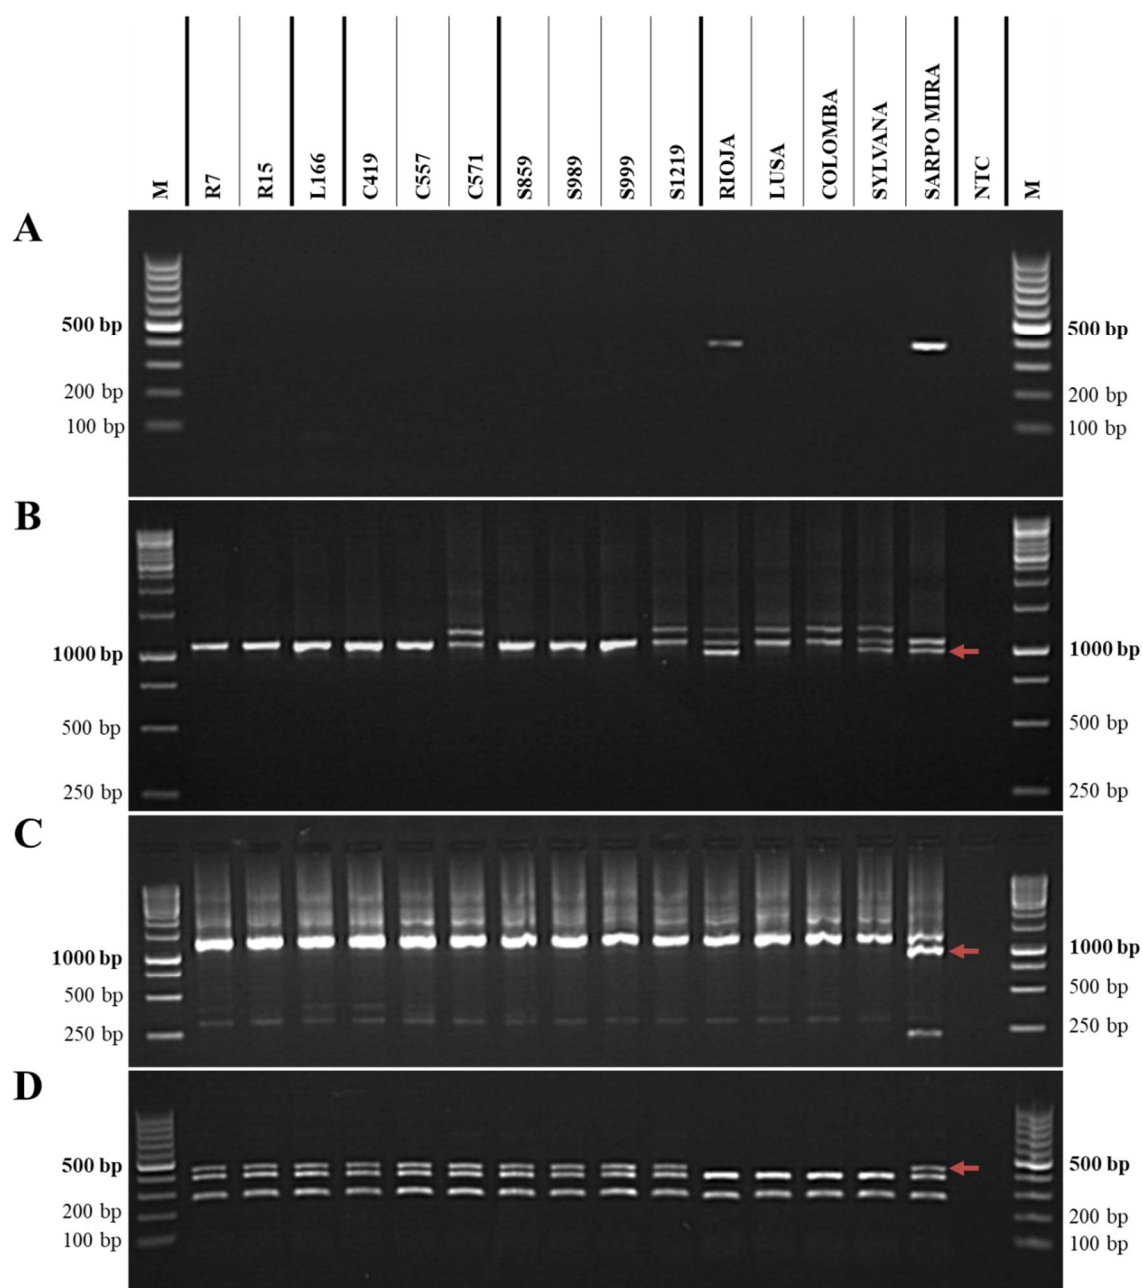 M
R7
R15
L166
C419
C557
C571
S859
S989
S999
S1219
RIOJA
LUSA
COLOMBA
SYLVANA
SARPO MIRA
NTC
M
A
500 bp 500 bp
200 bp 200 bp
100 bp 100 bp
B
1000 bp 1000 bp
500 bp 500 bp
250 bp 250 bp
C
1000 bp 1000 bp
500 bp 500 bp
250 bp 250 bp
D
500 bp 500 bp
200 bp 200 bp
100 bp 100 bp